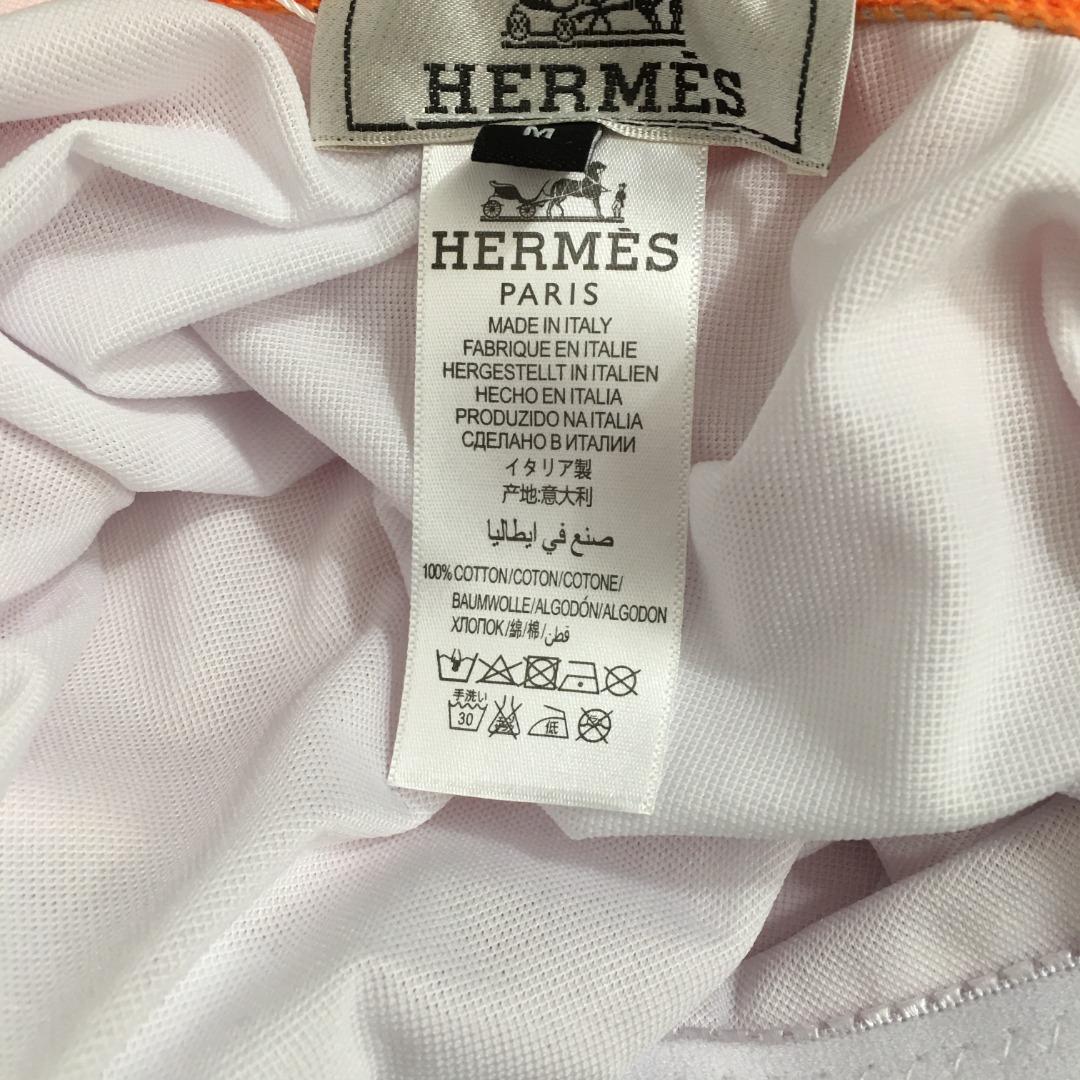 HERMÈS
M
HERMÈS
PARIS
MADE IN ITALY
FABRIQUE EN ITALIE
HERGESTELLT IN ITALIEN
HECHO EN ITALIA
PRODUZIDO NA ITALIA
СДЕЛАНО В ИТАЛИИ
イタリア製
产地:意大利
صنع في ايطاليا
100% COTTON/COTON/COTONE/
BAUMWOLLE/ALGODÓN/ALGODON
ХЛОПОК/綿/棉/قطن
手洗い
30 低